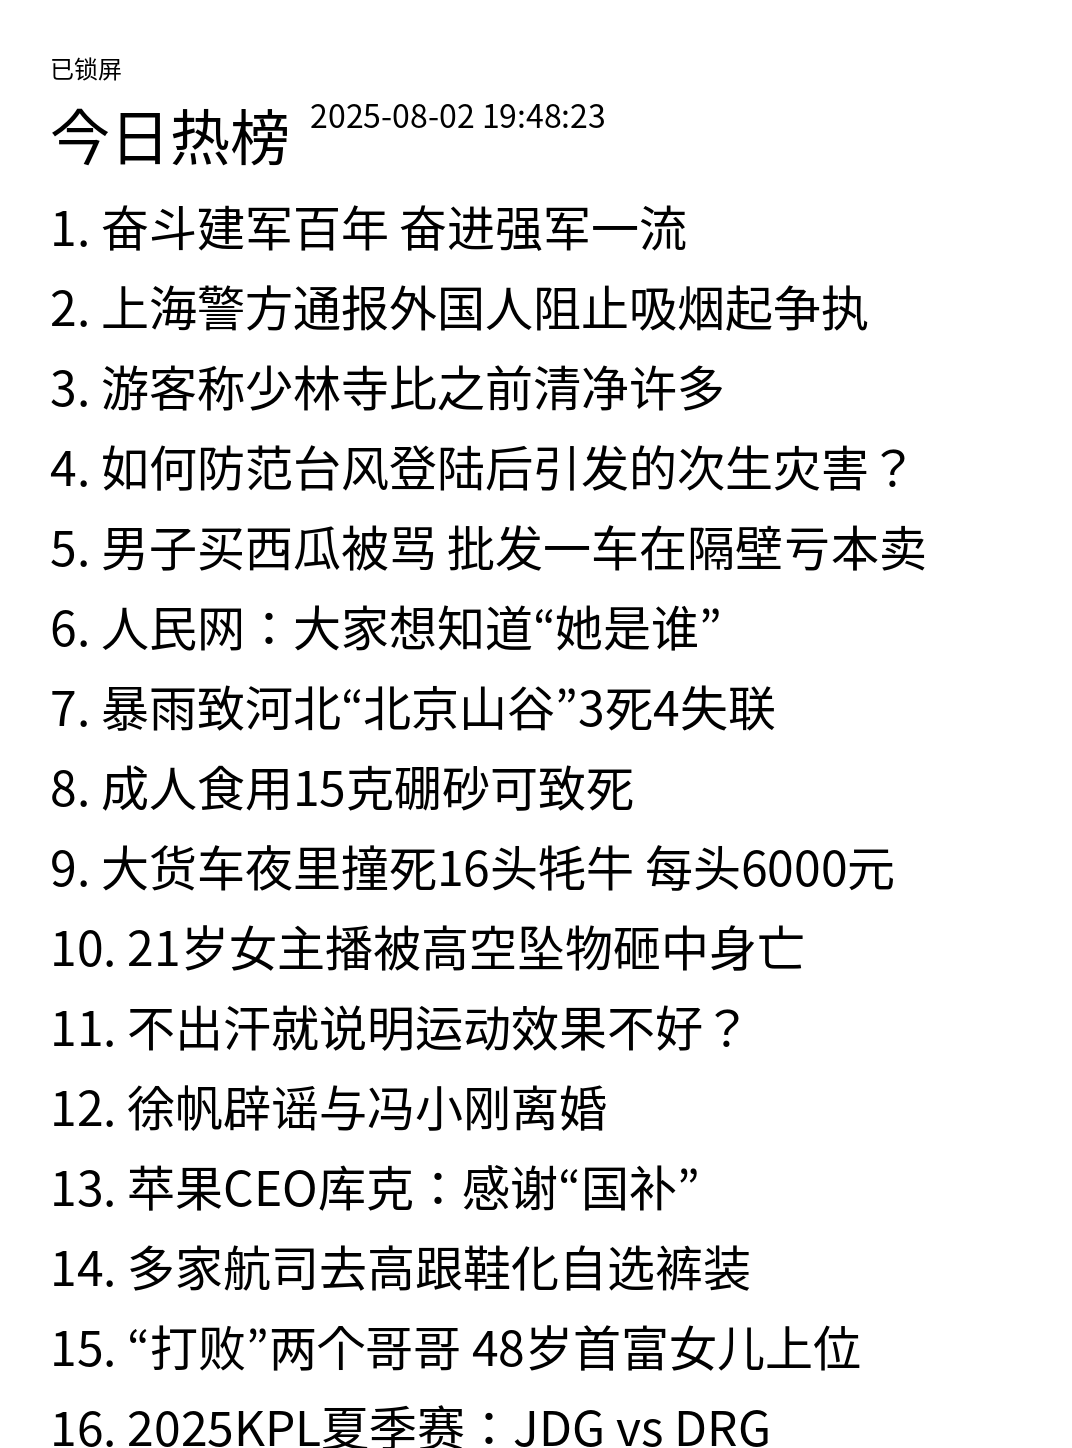 已锁屏
今日热榜 2025-08-02 19:48:23
1. 奋斗建军百年 奋进强军一流
2. 上海警方通报外国人阻止吸烟起争执
3. 游客称少林寺比之前清净许多
4. 如何防范台风登陆后引发的次生灾害？
5. 男子买西瓜被骂 批发一车在隔壁亏本卖
6. 人民网：大家想知道“她是谁”
7. 暴雨致河北“北京山谷”3死4失联
8. 成人食用15克硼砂可致死
9. 大货车夜里撞死16头牦牛 每头6000元
10. 21岁女主播被高空坠物砸中身亡
11. 不出汗就说明运动效果不好？
12. 徐帆辟谣与冯小刚离婚
13. 苹果CEO库克：感谢“国补”
14. 多家航司去高跟鞋化自选裤装
15. “打败”两个哥哥 48岁首富女儿上位
16. 2025KPL夏季赛：JDG vs DRG